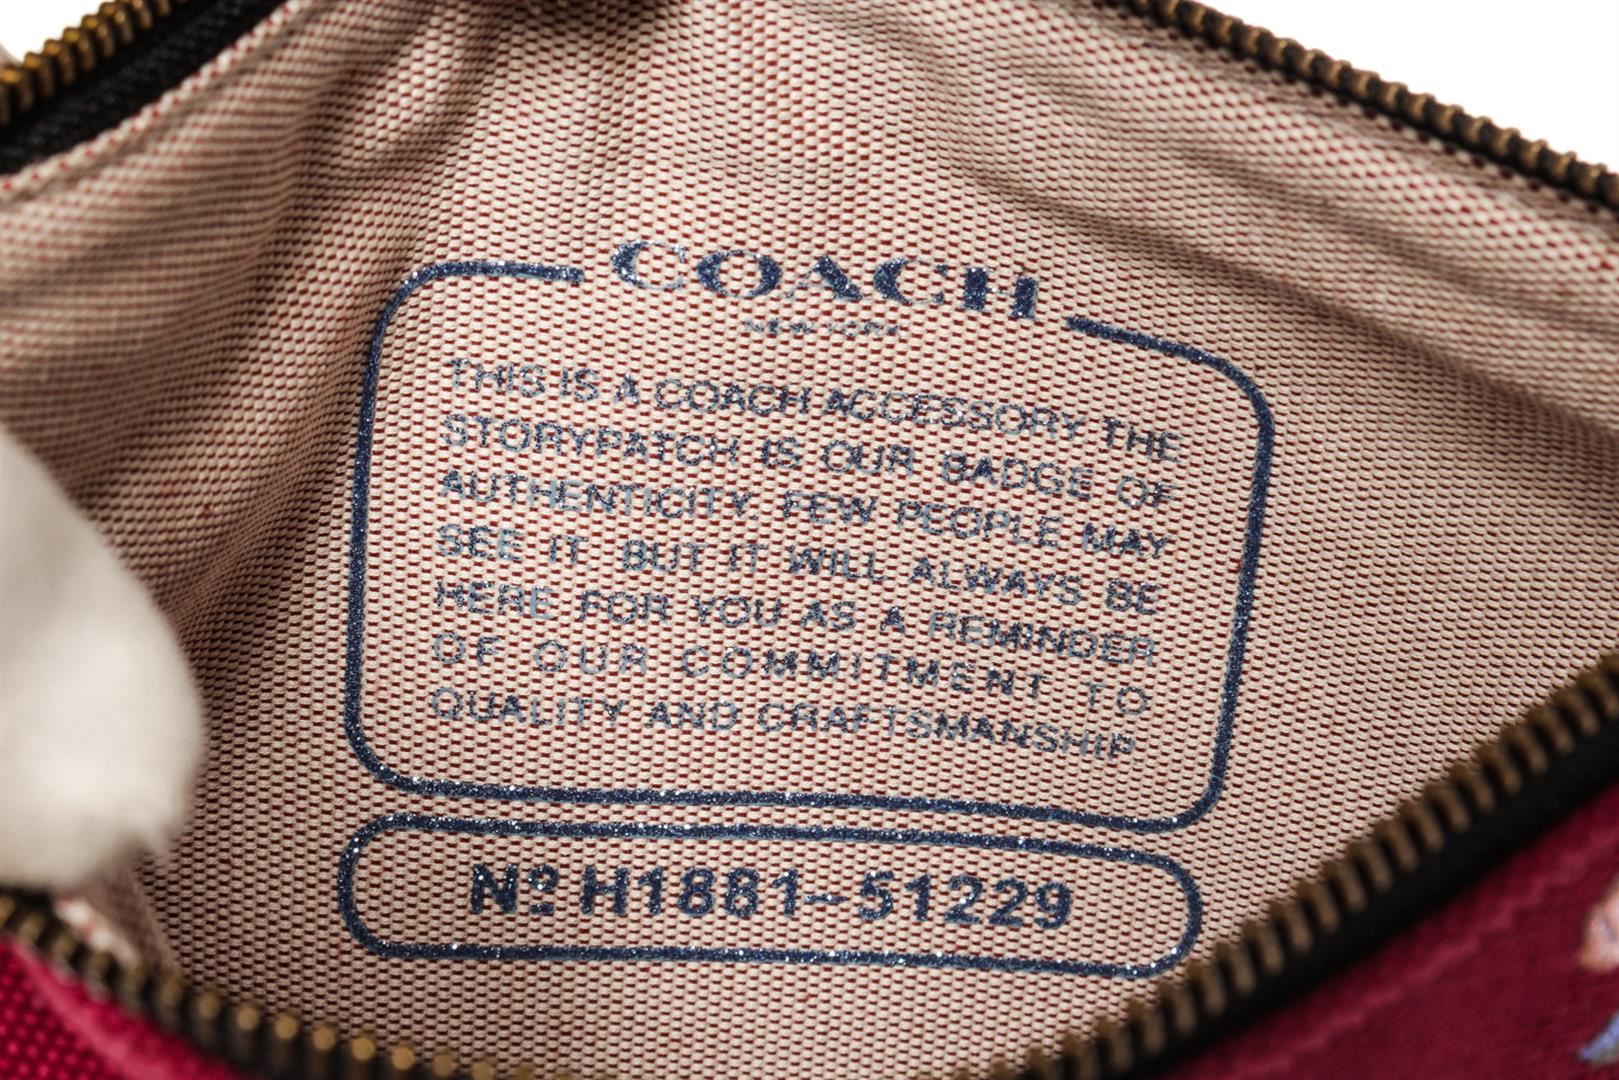 COACH
NEW YORK
THIS IS A COACH ACCESSORY THE
STORYPATCH IS OUR BADGE OF
AUTHENTICITY. FEW PEOPLE MAY
SEE IT BUT IT WILL ALWAYS BE
HERE FOR YOU AS A REMINDER
OF OUR COMMITMENT TO
QUALITY AND CRAFTSMANSHIP.
Nº H1881-51229